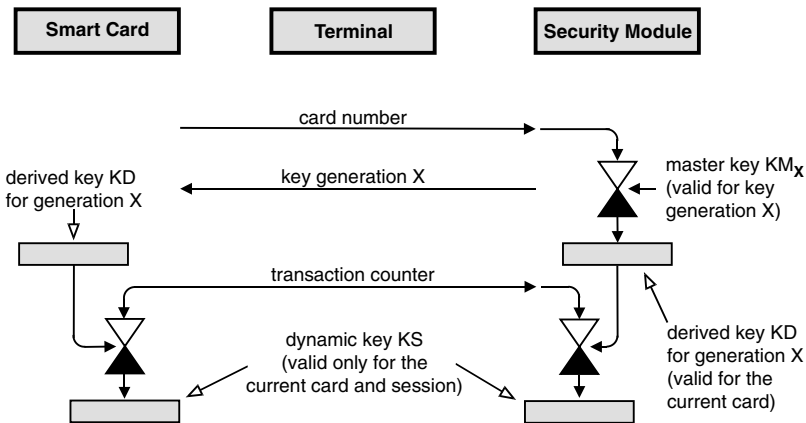 Smart Card
Terminal
Security Module
card number
derived key KD
for generation X
key generation X
master key KMX
(valid for key
generation X)
transaction counter
dynamic key KS
(valid only for the
current card and session)
derived key KD
for generation X
(valid for the
current card)